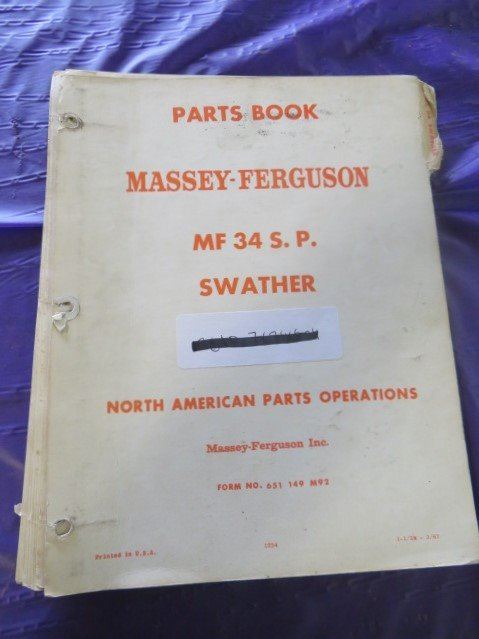 PARTS BOOK
MASSEY-FERGUSON
MF 34 S. P.
SWATHER
NORTH AMERICAN PARTS OPERATIONS
Massey-Ferguson Inc.
FORM NO. 651 149 M92
Printed in U.S.A.
1054